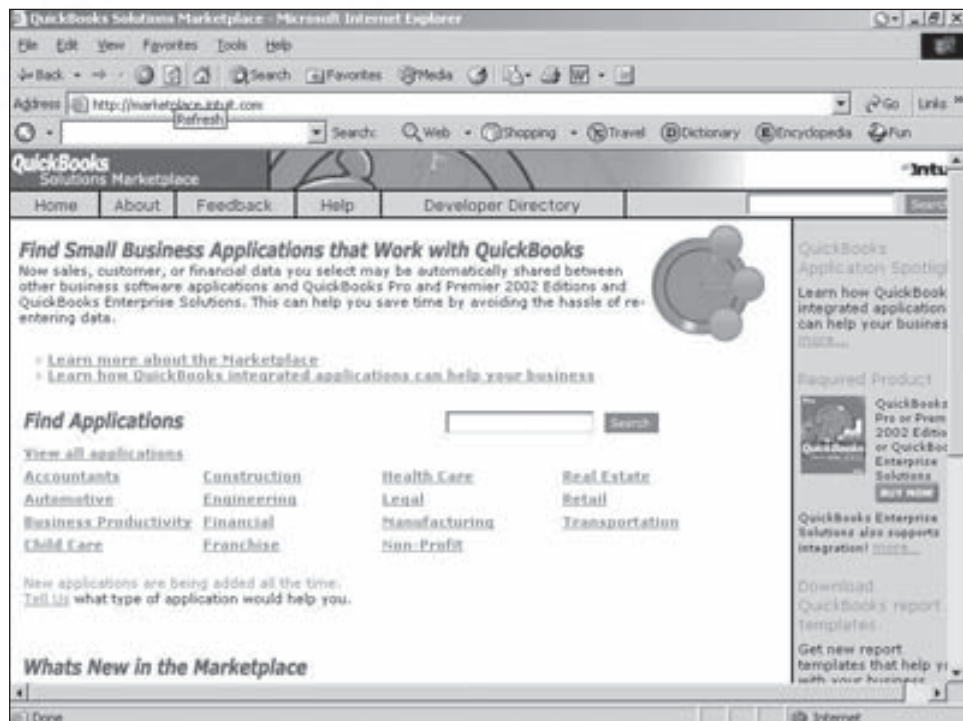 QuickBooks Solutions Marketplace - Microsoft Internet Explorer
File Edit View Favorites Tools Help
Back Search Favorites Media
Address http://marketplace.intuit.com Go Links »
Refresh
Search: Web Shopping Travel Dictionary Encyclopedia Fun
QuickBooks
Solutions Marketplace
Intu
Home About Feedback Help Developer Directory Search
Find Small Business Applications that Work with QuickBooks
Now sales, customer, or financial data you select may be automatically shared between
other business software applications and QuickBooks Pro and Premier 2002 Editions and
QuickBooks Enterprise Solutions. This can help you save time by avoiding the hassle of re-
entering data.
» Learn more about the Marketplace
» Learn how QuickBooks integrated applications can help your business
Find Applications Search
View all applications
Accountants Construction Health Care Real Estate
Automotive Engineering Legal Retail
Business Productivity Financial Manufacturing Transportation
Child Care Franchise Non-Profit
New applications are being added all the time.
Tell Us what type of application would help you.
Whats New in the Marketplace
QuickBooks
Application Spotlig
Learn how QuickBook
integrated application
can help your busines
more...
Required Product
QuickBooks
Pro or Prem
2002 Editio
or QuickBoo
Enterprise
Solutions
BUY NOW
QuickBooks
QuickBooks Enterprise
Solutions also supports
integration! more...
Download
QuickBooks report
templates
Get new report
templates that help yo
with your business
Done Internet